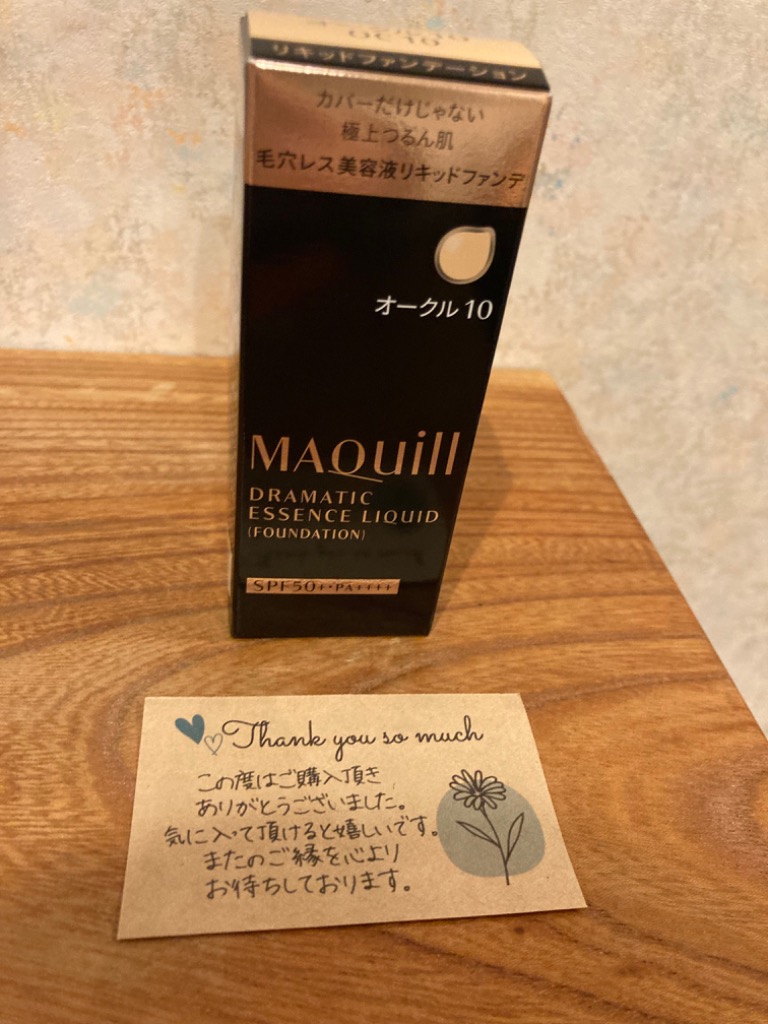 OC10
リキッドファンデーション
カバーだけじゃない
極上つるん肌
毛穴レス美容液リキッドファンデ
オークル10
MAQuill
DRAMATIC
ESSENCE LIQUID
(FOUNDATION)
SPF50+・PA++++
Thank you so much
この度はご購入頂き
ありがとうございました。
気に入って頂けると嬉しいです。
またのご縁を心より
お待ちしております。